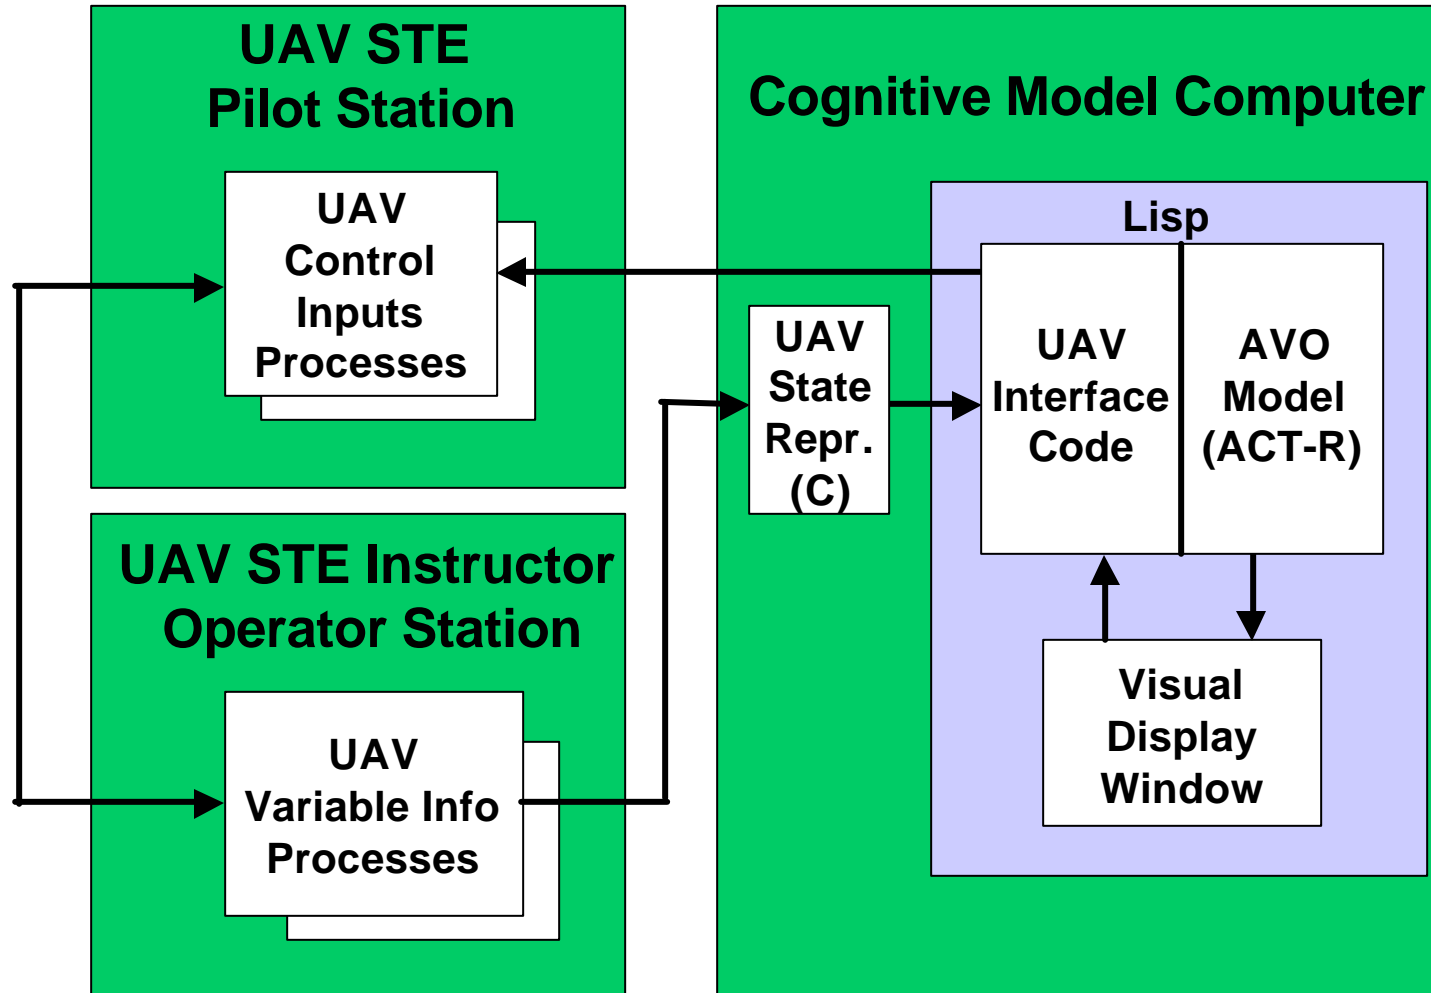 UAV STE
Pilot Station
UAV
Control
Inputs
Processes
UAV STE Instructor
Operator Station
UAV
Variable Info
Processes
Cognitive Model Computer
Lisp
UAV
State
Repr.
(C)
UAV
Interface
Code
AVO
Model
(ACT-R)
Visual
Display
Window